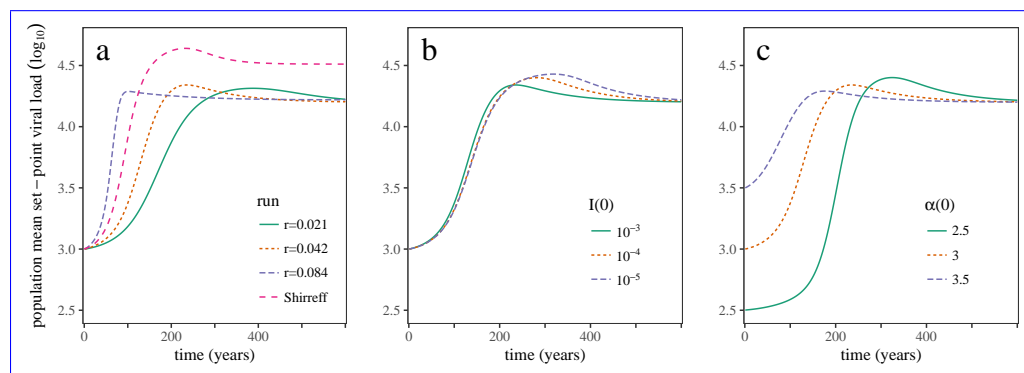 population mean set−point viral load (log₁₀)
a
4.5
4.0
3.5
3.0
2.5
run
r=0.021
r=0.042
r=0.084
Shirreff
0
200
400
time (years)
b
4.5
4.0
3.5
3.0
2.5
I(0)
10⁻³
10⁻⁴
10⁻⁵
0
200
400
time (years)
c
4.5
4.0
3.5
3.0
2.5
α(0)
2.5
3
3.5
0
200
400
time (years)